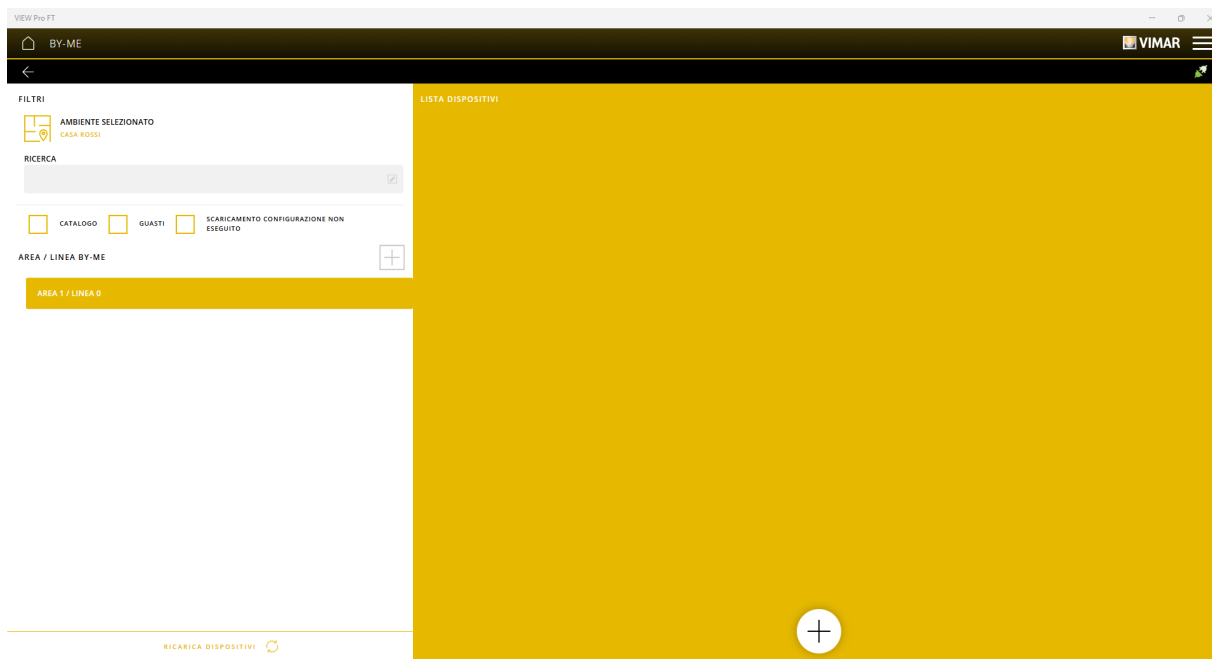 VIEW Pro FT
BY-ME
VIMAR
FILTRI
AMBIENTE SELEZIONATO
CASA ROSSI
RICERCA
CATALOGO
GUASTI
SCARICAMENTO CONFIGURAZIONE NON
ESEGUITO
AREA / LINEA BY-ME
AREA 1 / LINEA 0
RICARICA DISPOSITIVI
LISTA DISPOSITIVI